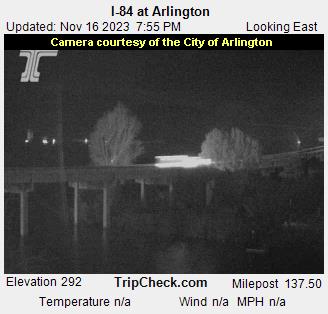 I-84 at Arlington
Updated: Nov 16 2023 7:55 PM Looking East
Camera courtesy of the City of Arlington
Elevation 292 TripCheck.com Milepost 137.50
Temperature n/a Wind n/a MPH n/a